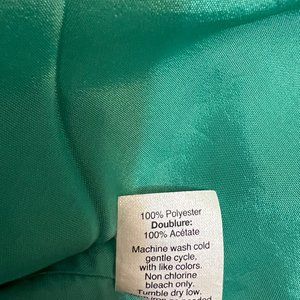 100% Polyester
Doublure:
100% Acétate
Machine wash cold
gentle cycle,
with like colors.
Non chlorine
bleach only.
Tumble dry low.